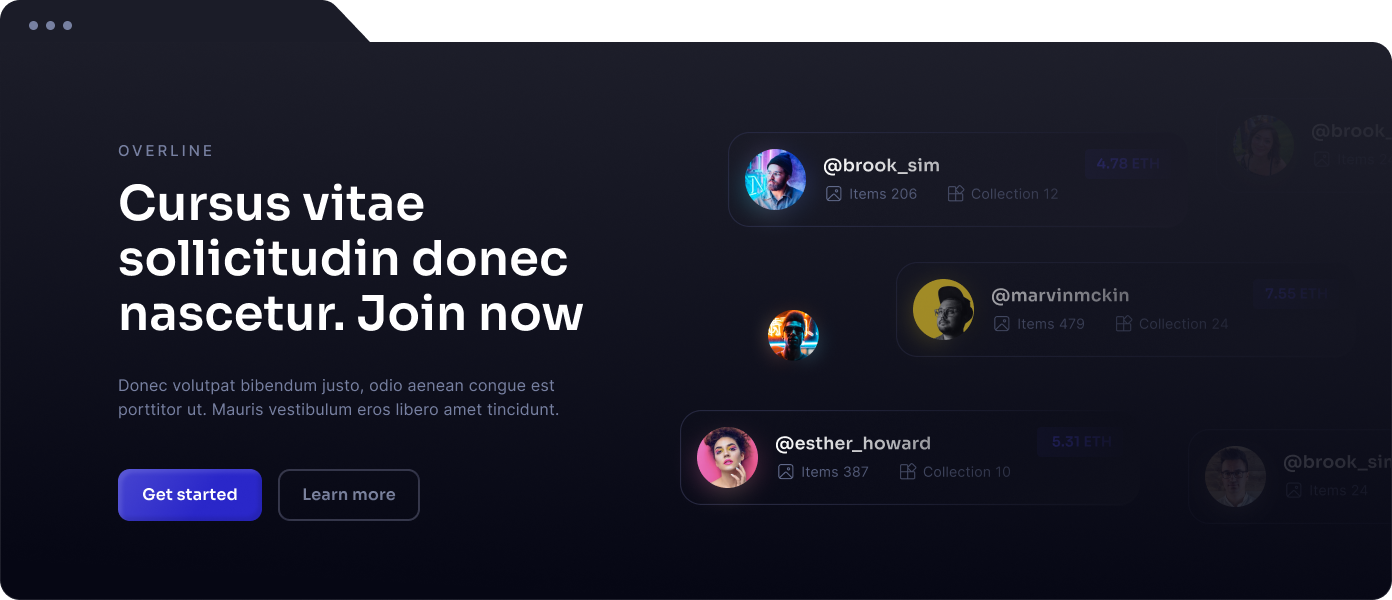 OVERLINE
Cursus vitae
sollicitudin donec
nascetur. Join now
Donec volutpat bibendum justo, odio aenean congue est
porttitor ut. Mauris vestibulum eros libero amet tincidunt.
Get started
Learn more
@brook_sim
4.78 ETH
Items 206
Collection 12
@brook_
Items
@marvinmckin
7.55 ETH
Items 479
Collection 24
@esther_howard
5.31 ETH
Items 387
Collection 10
@brook_sim
Items 24